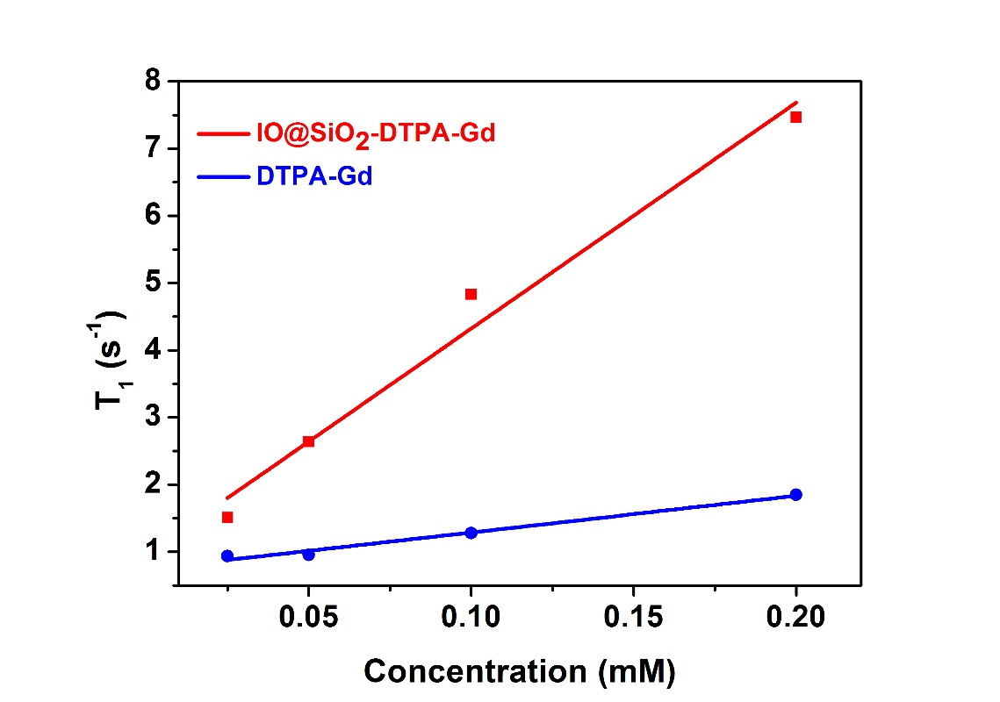 8
7
6
5
4
3
2
1
IO@SiO₂-DTPA-Gd
DTPA-Gd
T₁ (s⁻¹)
0.05 0.10 0.15 0.20
Concentration (mM)